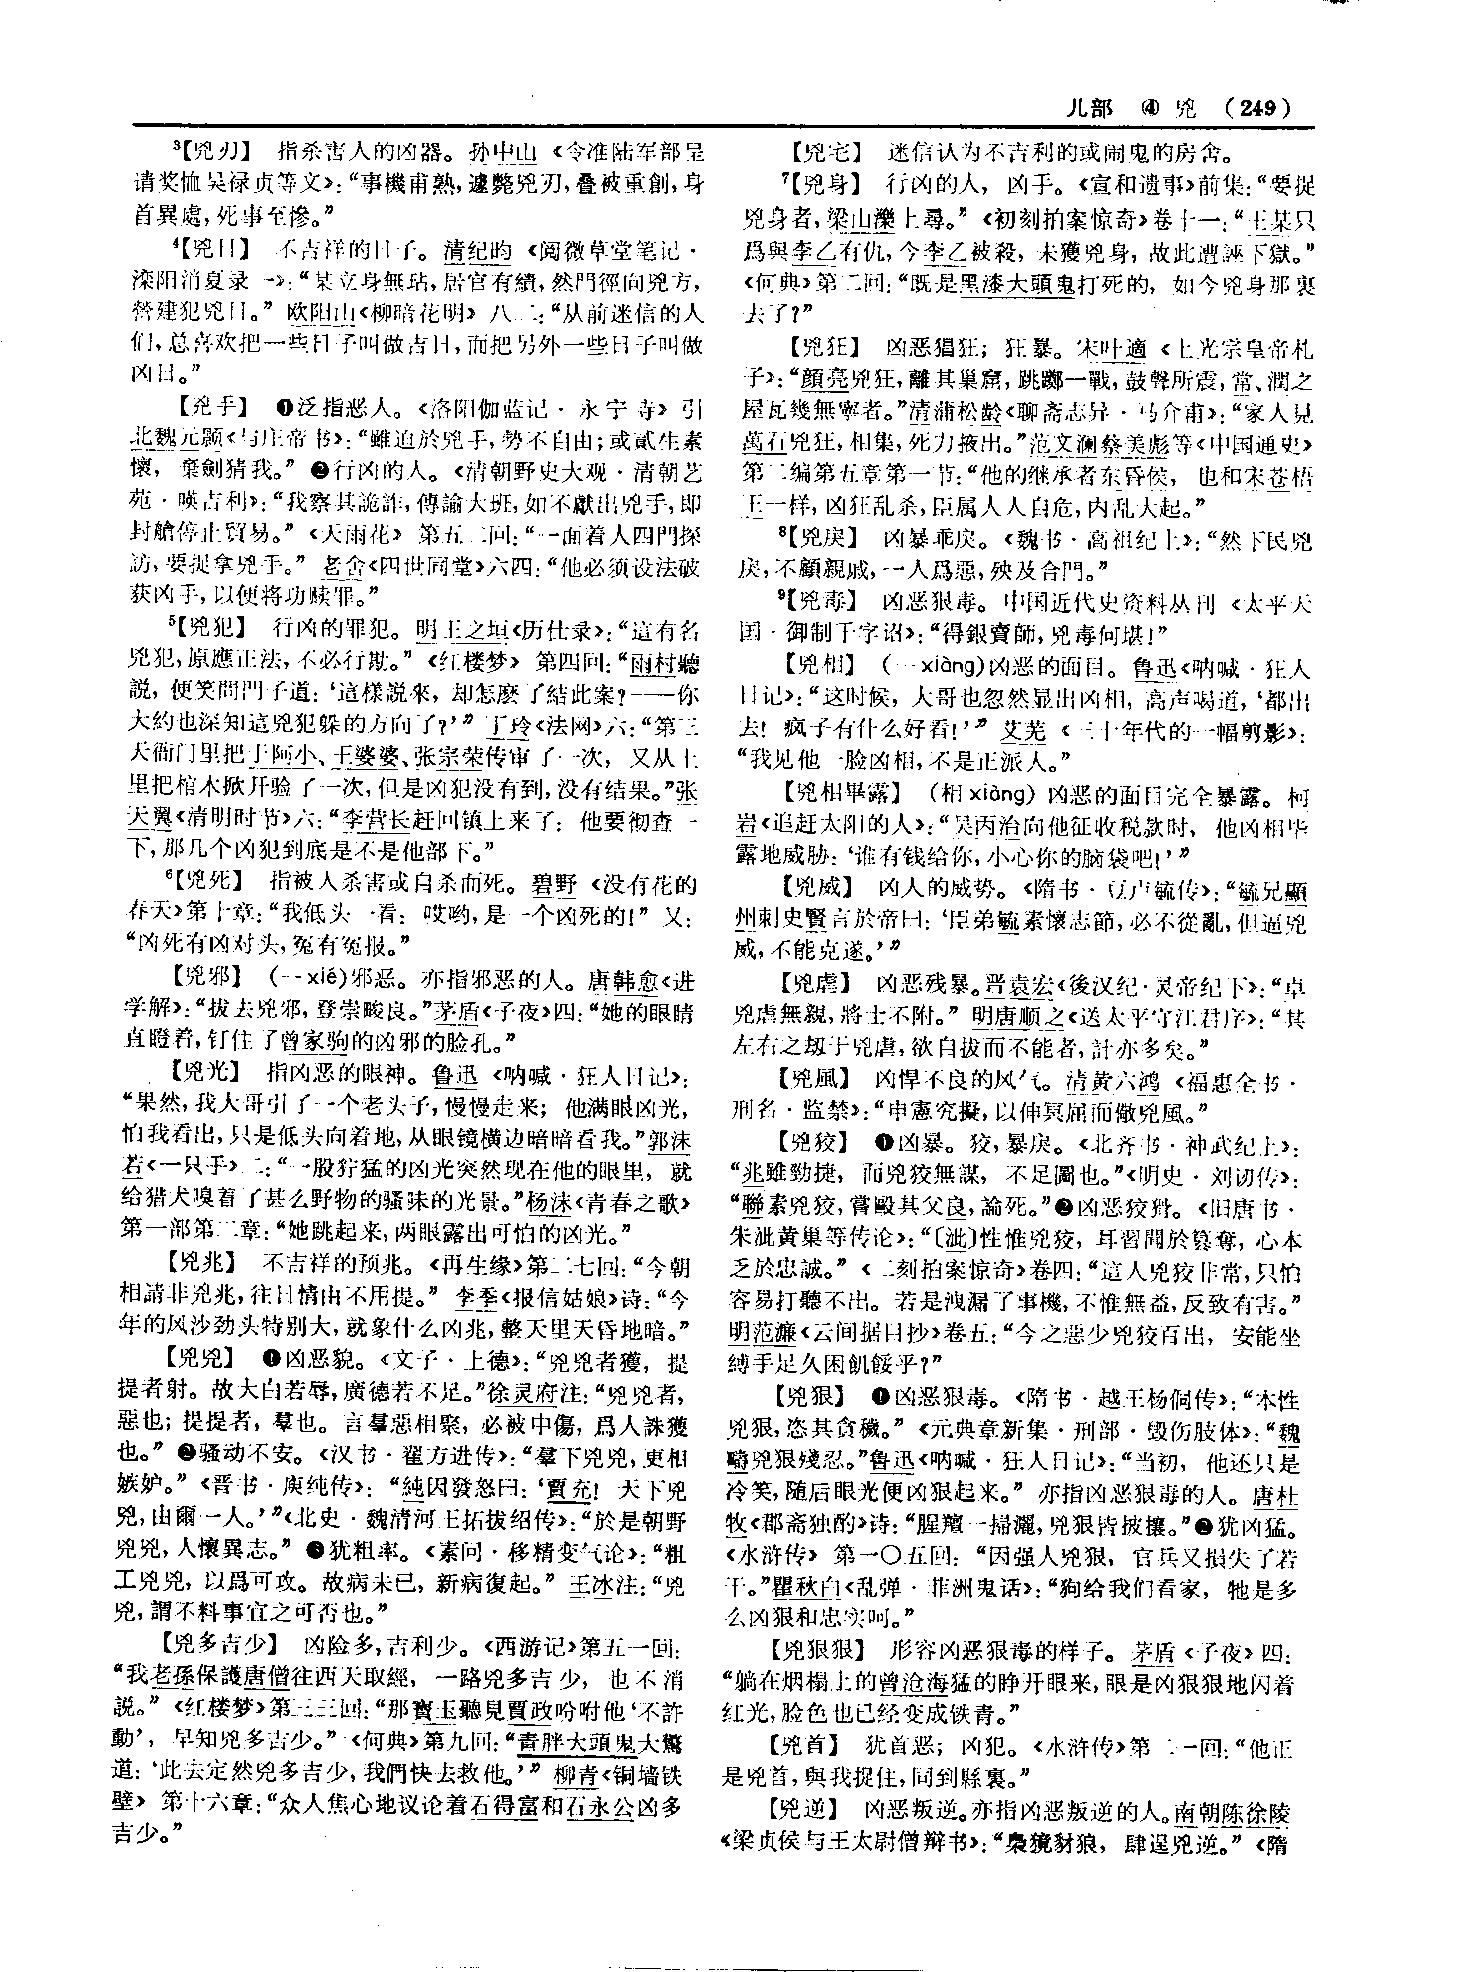 儿部 ④ 兇 (249)
³【兇刃】 指杀害人的凶器。孙中山《令准陆军部呈
请奖恤吴禄贞等文》：“事機甫熟，遽斃兇刃，叠被重創，身
首異處，死事至慘。”
⁴【兇日】 不吉祥的日子。清纪昀《阅微草堂笔记·
滦阳消夏录一》：“某立身無玷，居官有績，然門徑向兇方，
營建犯兇日。”欧阳山《柳暗花明》八二：“从前迷信的人
们，总喜欢把一些日子叫做吉日，而把另外一些日子叫做
凶日。”
【兇手】 ❶泛指恶人。《洛阳伽蓝记·永宁寺》引
北魏元颢《与庄帝书》：“雖迫於兇手，勢不自由；或貳生素
懷，棄劍猜我。”❷行凶的人。《清朝野史大观·清朝艺
苑·暎吉利》：“我察其詭詐，傳諭大班，如不獻出兇手，即
封艙停止貿易。”《天雨花》第五二回：“一面着人四門探
訪，要捉拿兇手。”老舍《四世同堂》六四：“他必须设法破
获凶手，以便将功赎罪。”
⁵【兇犯】 行凶的罪犯。明王之垣《历仕录》：“這有名
兇犯，原應正法，不必行勘。”《红楼梦》第四回：“雨村聽
説，便笑問門子道：‘這樣説來，却怎麽了結此案？——你
大約也深知這兇犯躲的方向了？’”丁玲《法网》六：“第三
天衙门里把于阿小、王婆婆、张宗荣传审了一次，又从土
里把棺木掀开验了一次，但是凶犯没有到，没有结果。”张
天翼《清明时节》六：“李营长赶回镇上来了：他要彻查一
下，那几个凶犯到底是不是他部下。”
⁶【兇死】 指被人杀害或自杀而死。碧野《没有花的
春天》第十章：“我低头一看：哎哟，是一个凶死的！”又：
“凶死有凶对头，冤有冤报。”
【兇邪】 （—xié)邪恶。亦指邪恶的人。唐韩愈《进
学解》：“拔去兇邪，登崇畯良。”茅盾《子夜》四：“她的眼睛
直瞪着，钉住了曾家驹的凶邪的脸孔。”
【兇光】 指凶恶的眼神。鲁迅《呐喊·狂人日记》：
“果然，我大哥引了一个老头子，慢慢走来；他满眼凶光，
怕我看出，只是低头向着地，从眼镜横边暗暗看我。”郭沫
若《一只手》二：“一股狞猛的凶光突然现在他的眼里，就
给猎犬嗅着了甚么野物的骚味的光景。”杨沫《青春之歌》
第一部第二章：“她跳起来，两眼露出可怕的凶光。”
【兇兆】 不吉祥的预兆。《再生缘》第二七回：“今朝
相請非兇兆，往日情由不用提。”李季《报信姑娘》诗：“今
年的风沙劲头特别大，就象什么凶兆，整天里天昏地暗。”
【兇兇】 ❶凶恶貌。《文子·上德》：“兇兇者獲，提
提者射。故大白若辱，廣德若不足。”徐灵府注：“兇兇者，
惡也；提提者，羣也。言羣惡相聚，必被中傷，爲人誅獲
也。”❷骚动不安。《汉书·翟方进传》：“羣下兇兇，更相
嫉妒。”《晋书·庾纯传》：“純因發怒曰：‘賈充！天下兇
兇，由爾一人。’”《北史·魏清河王拓拔绍传》：“於是朝野
兇兇，人懷異志。”❸犹粗率。《素问·移精变气论》：“粗
工兇兇，以爲可攻。故病未已，新病復起。”王冰注：“兇
兇，謂不料事宜之可否也。”
【兇多吉少】 凶险多，吉利少。《西游记》第五一回：
“我老孫保護唐僧往西天取經，一路兇多吉少，也不消
説。”《红楼梦》第三三回：“那寶玉聽見賈政吩咐他‘不許
動’，早知兇多吉少。”《何典》第九回：“青胖大頭鬼大驚
道：‘此去定然兇多吉少，我們快去救他。’”柳青《铜墙铁
壁》第十六章：“众人焦心地议论着石得富和石永公凶多
吉少。”
【兇宅】 迷信认为不吉利的或闹鬼的房舍。
⁷【兇身】 行凶的人，凶手。《宣和遗事》前集：“要捉
兇身者，梁山濼上尋。”《初刻拍案惊奇》卷十一：“王某只
爲與李乙有仇，今李乙被殺，未獲兇身，故此遭誣下獄。”
《何典》第二回：“既是黑漆大頭鬼打死的，如今兇身那裏
去了？”
【兇狂】 凶恶猖狂；狂暴。宋叶適《上光宗皇帝札
子》：“顔亮兇狂，離其巢窟，跳躑一戰，鼓聲所震，常、潤之
屋瓦幾無寧者。”清蒲松龄《聊斋志异·马介甫》：“家人見
萬石兇狂，相集，死力掖出。”范文澜蔡美彪等《中国通史》
第二编第五章第一节：“他的继承者东昏侯，也和宋苍梧
王一样，凶狂乱杀，臣属人人自危，内乱大起。”
⁸【兇戾】 凶暴乖戾。《魏书·高祖纪上》：“然下民兇
戾，不顧親戚，一人爲惡，殃及合門。”
⁹【兇毒】 凶恶狠毒。中国近代史资料丛刊《太平天
国·御制千字诏》：“得銀賣師，兇毒何堪！”
【兇相】 （—xiàng)凶恶的面目。鲁迅《呐喊·狂人
日记》：“这时候，大哥也忽然显出凶相，高声喝道，‘都出
去！疯子有什么好看！’”艾芜《三十年代的一幅剪影》：
“我见他一脸凶相，不是正派人。”
【兇相畢露】 （相xiàng）凶恶的面目完全暴露。柯
岩《追赶太阳的人》：“吴丙治向他征收税款时，他凶相毕
露地威胁：‘谁有钱给你，小心你的脑袋吧！’”
【兇威】 凶人的威势。《隋书·豆卢毓传》：“毓兄顯
州刺史賢言於帝曰：‘臣弟毓素懷志節，必不從亂，但逼兇
威，不能克遂。’”
【兇虐】 凶恶残暴。晋袁宏《後汉纪·灵帝纪下》：“卓
兇虐無親，將士不附。”明唐顺之《送太平守江君序》：“其
左右之刼于兇虐，欲自拔而不能者，計亦多矣。”
【兇風】 凶悍不良的风气。清黄六鸿《福惠全书·
刑名·监禁》：“申憲究擬，以伸冥屈而儆兇風。”
【兇狡】 ❶凶暴。狡，暴戾。《北齐书·神武纪上》：
“兆雖勁捷，而兇狡無謀，不足圖也。”《明史·刘讱传》：
“聯素兇狡，嘗毆其父良，論死。”❷凶恶狡猾。《旧唐书·
朱泚黄巢等传论》：“〔泚〕性惟兇狡，耳習聞於篡奪，心本
乏於忠誠。”《二刻拍案惊奇》卷四：“這人兇狡非常，只怕
容易打聽不出。若是洩漏了事機，不惟無益，反致有害。”
明范濂《云间据目抄》卷五：“今之惡少兇狡百出，安能坐
縛手足久困飢餒乎？”
【兇狠】 ❶凶恶狠毒。《隋书·越王杨侗传》：“本性
兇狠，恣其貪穢。”《元典章新集·刑部·毁伤肢体》：“魏
疇兇狠殘忍。”鲁迅《呐喊·狂人日记》：“当初，他还只是
冷笑，随后眼光便凶狠起来。”亦指凶恶狠毒的人。唐杜
牧《郡斋独酌》诗：“腥羶一掃灑，兇狠皆披攘。”❷犹凶猛。
《水浒传》第一〇五回：“因强人兇狠，官兵又損失了若
干。”瞿秋白《乱弹·非洲鬼话》：“狗给我们看家，牠是多
么凶狠和忠实呵。”
【兇狠狠】 形容凶恶狠毒的样子。茅盾《子夜》四：
“躺在烟榻上的曾沧海猛的睁开眼来，眼是凶狠狠地闪着
红光，脸色也已经变成铁青。”
【兇首】 犹首恶；凶犯。《水浒传》第二一回：“他正
是兇首，與我捉住，同到縣裏。”
【兇逆】 凶恶叛逆。亦指凶恶叛逆的人。南朝陈徐陵
《梁贞侯与王太尉僧辩书》：“梟獍豺狼，肆逞兇逆。”《隋